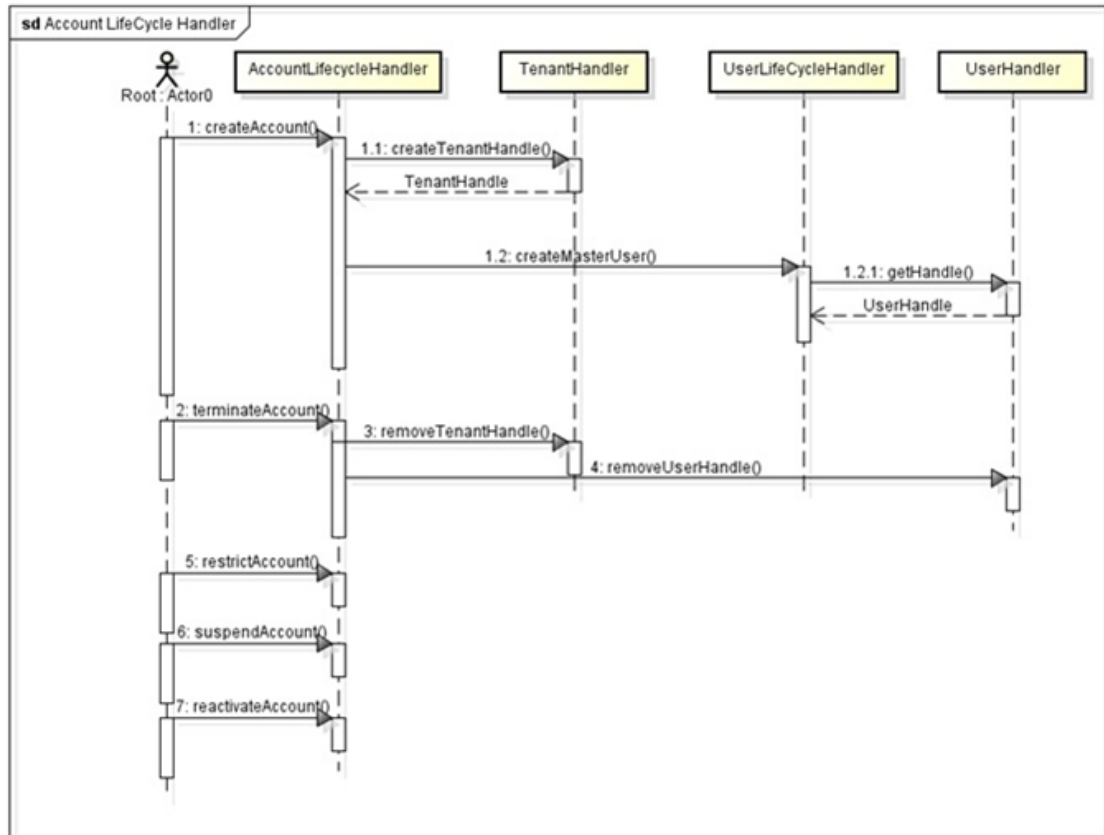 sd Account LifeCycle Handler
Root : Actor0
AccountLifecycleHandler
TenantHandler
UserLifeCycleHandler
UserHandler
1: createAccount()
1.1: createTenantHandle()
TenantHandle
1.2: createMasterUser()
1.2.1: getHandle()
UserHandle
2: terminateAccount()
3: removeTenantHandle()
4: removeUserHandle()
5: restrictAccount()
6: suspendAccount()
7: reactivateAccount()